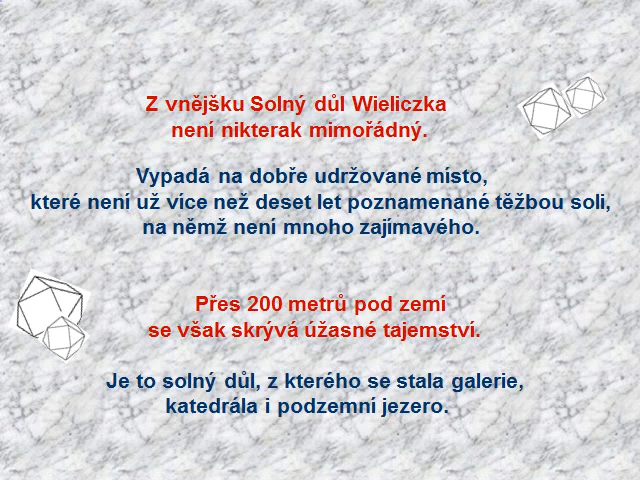 Z vnějšku Solný důl Wieliczka
není nikterak mimořádný.
Vypadá na dobře udržované místo,
které není už více než deset let poznamenané těžbou soli,
na němž není mnoho zajímavého.
Přes 200 metrů pod zemí
se však skrývá úžasné tajemství.
Je to solný důl, z kterého se stala galerie,
katedrála i podzemní jezero.